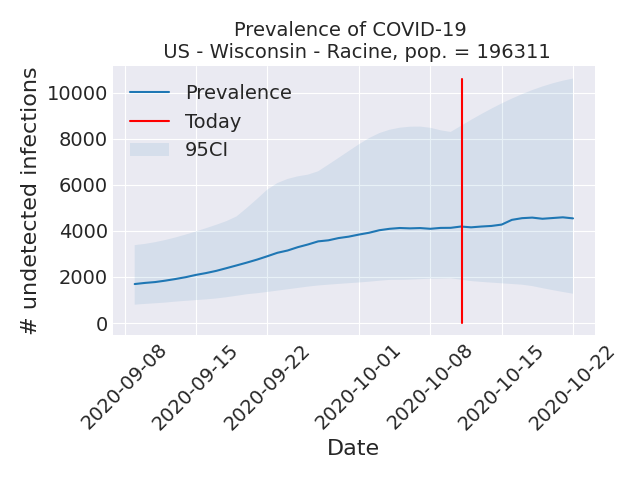 Prevalence of COVID-19
US - Wisconsin - Racine, pop. = 196311
# undetected infections
10000
8000
6000
4000
2000
0
Prevalence
Today
95CI
2020-09-08
2020-09-15
2020-09-22
2020-10-01
2020-10-08
2020-10-15
2020-10-22
Date